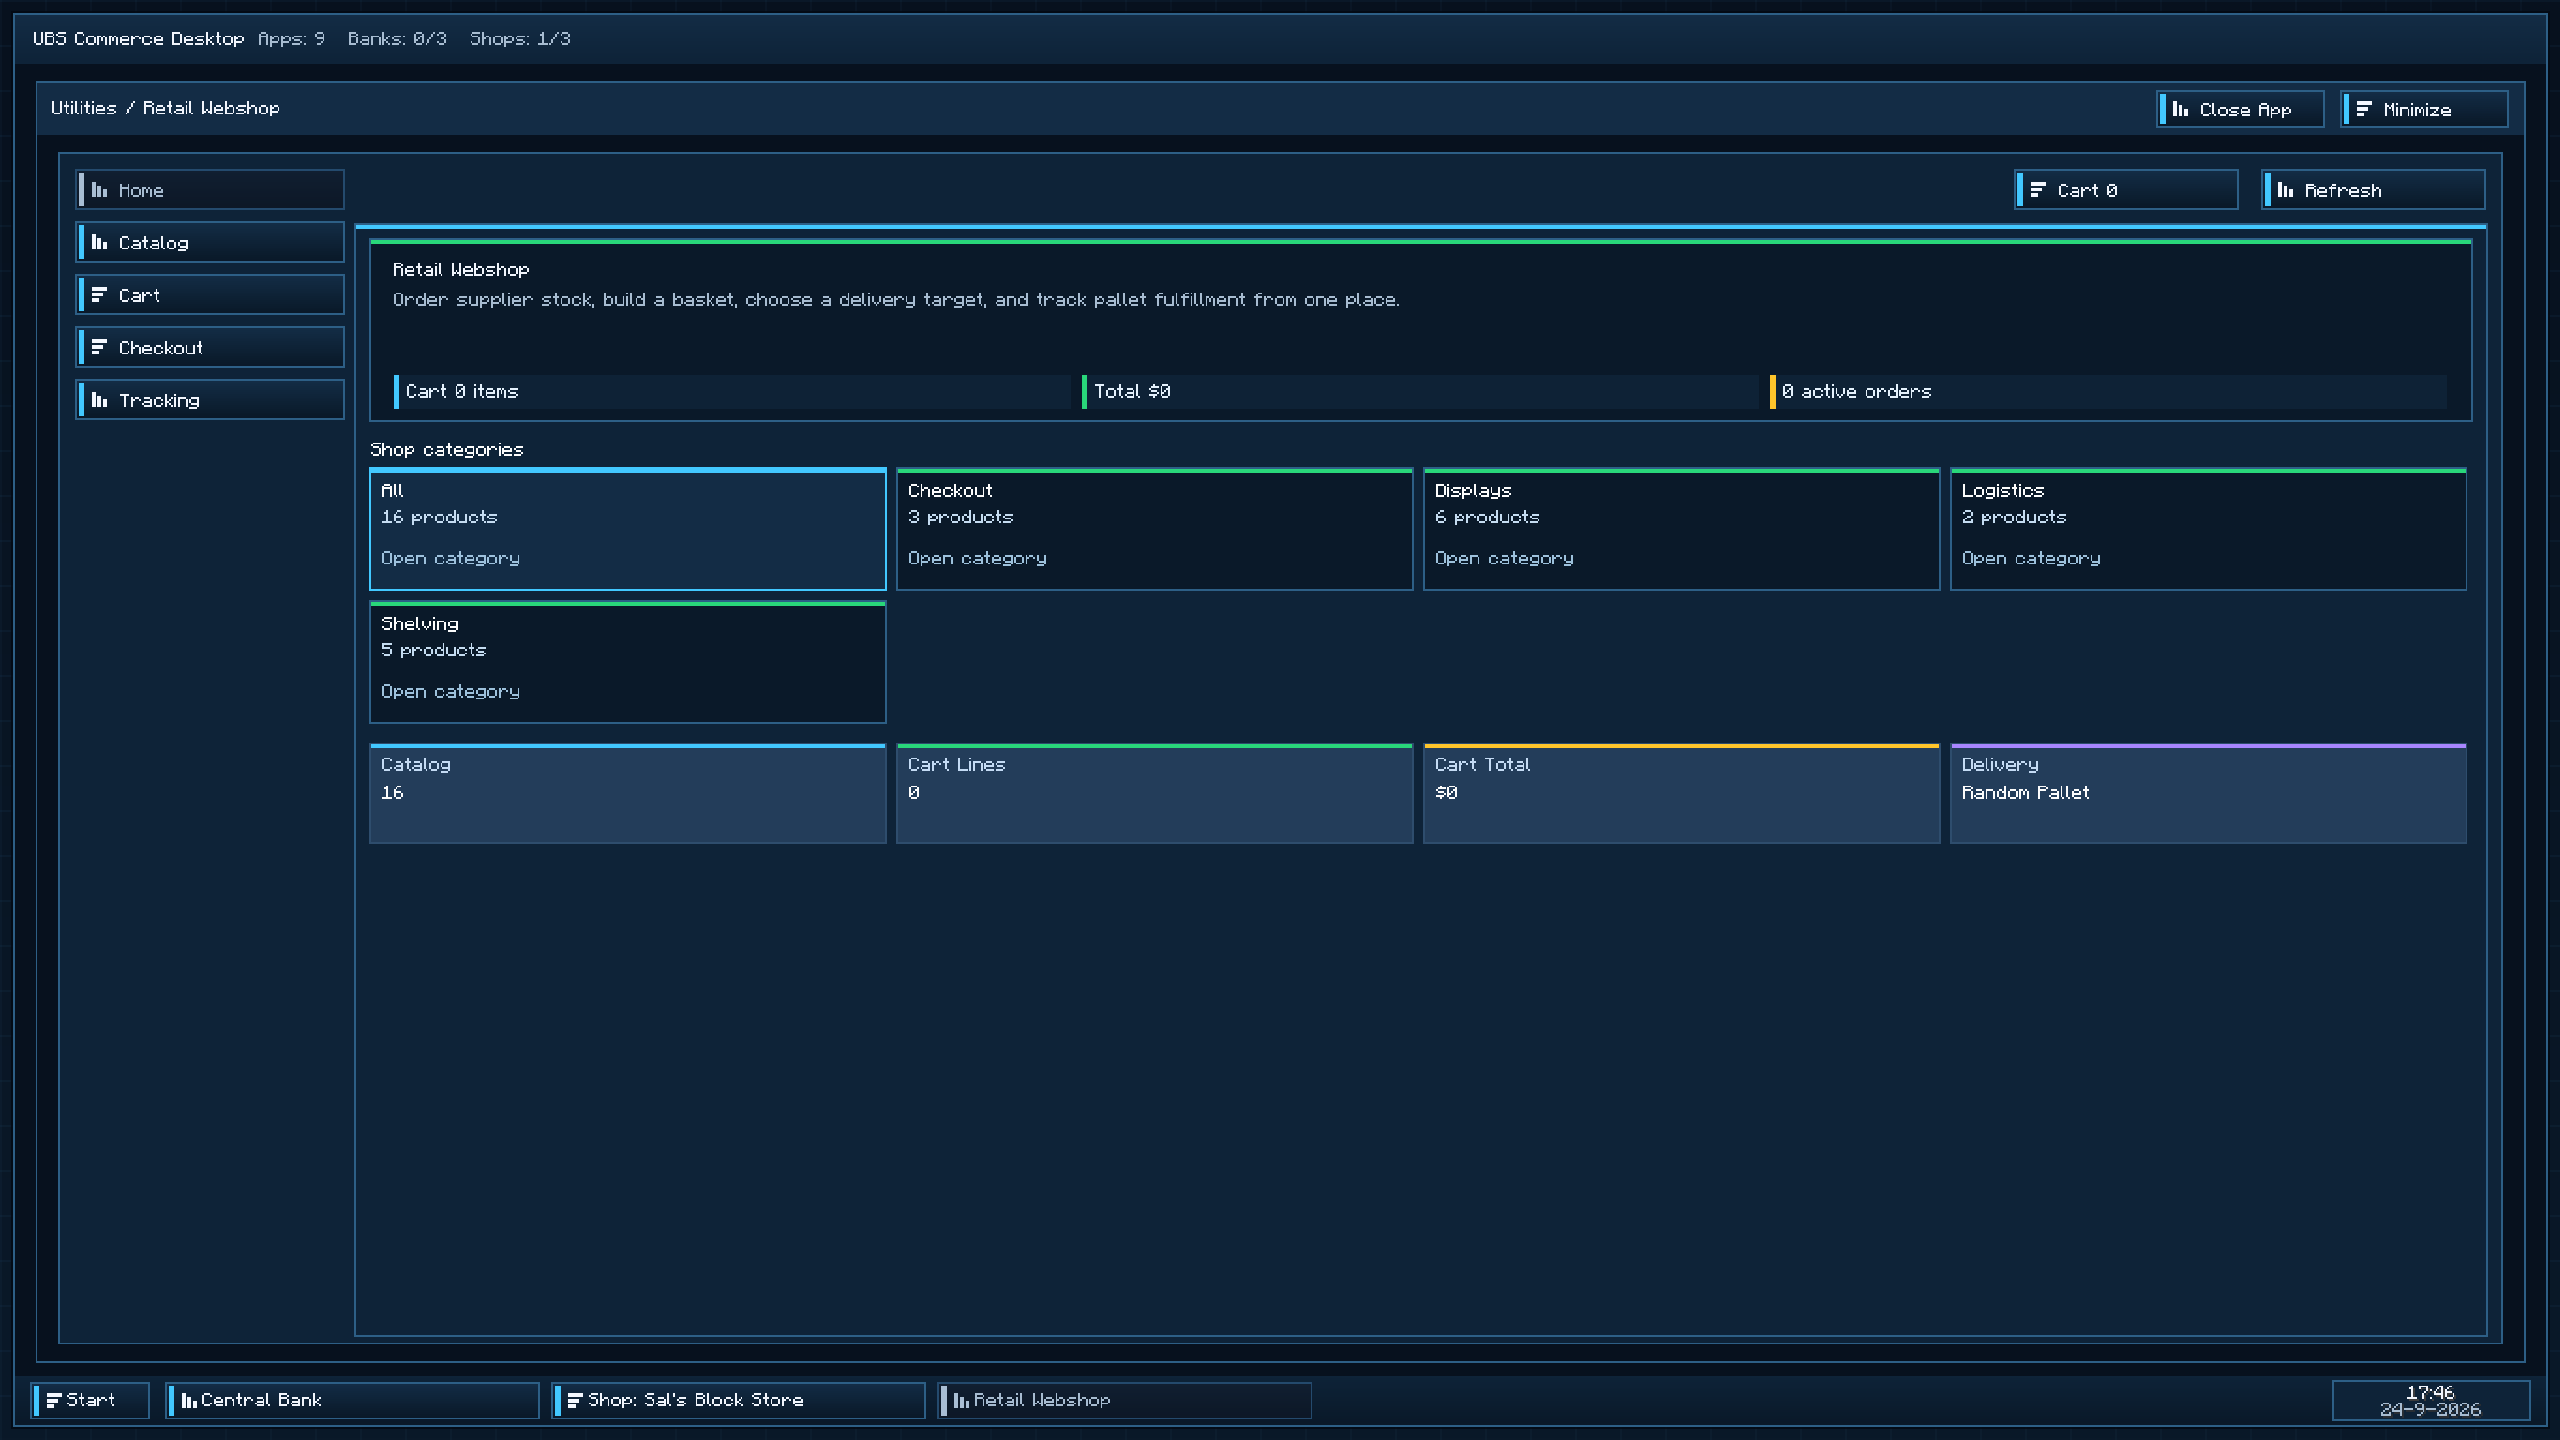 UBS Commerce Desktop Apps: 9 Banks: 0/3 Shops: 1/3
Utilities / Retail Webshop
Close App
Minimize
Home
Cart 0
Refresh
Catalog
Cart
Checkout
Tracking
Retail Webshop
Order supplier stock, build a basket, choose a delivery target, and track pallet fulfillment from one place.
Cart 0 items
Total $0
0 active orders
Shop categories
All
16 products
Open category
Checkout
3 products
Open category
Displays
6 products
Open category
Logistics
2 products
Open category
Shelving
5 products
Open category
Catalog
16
Cart Lines
0
Cart Total
$0
Delivery
Random Pallet
Start
Central Bank
Shop: Sal's Block Store
Retail Webshop
17:46
24-9-2026